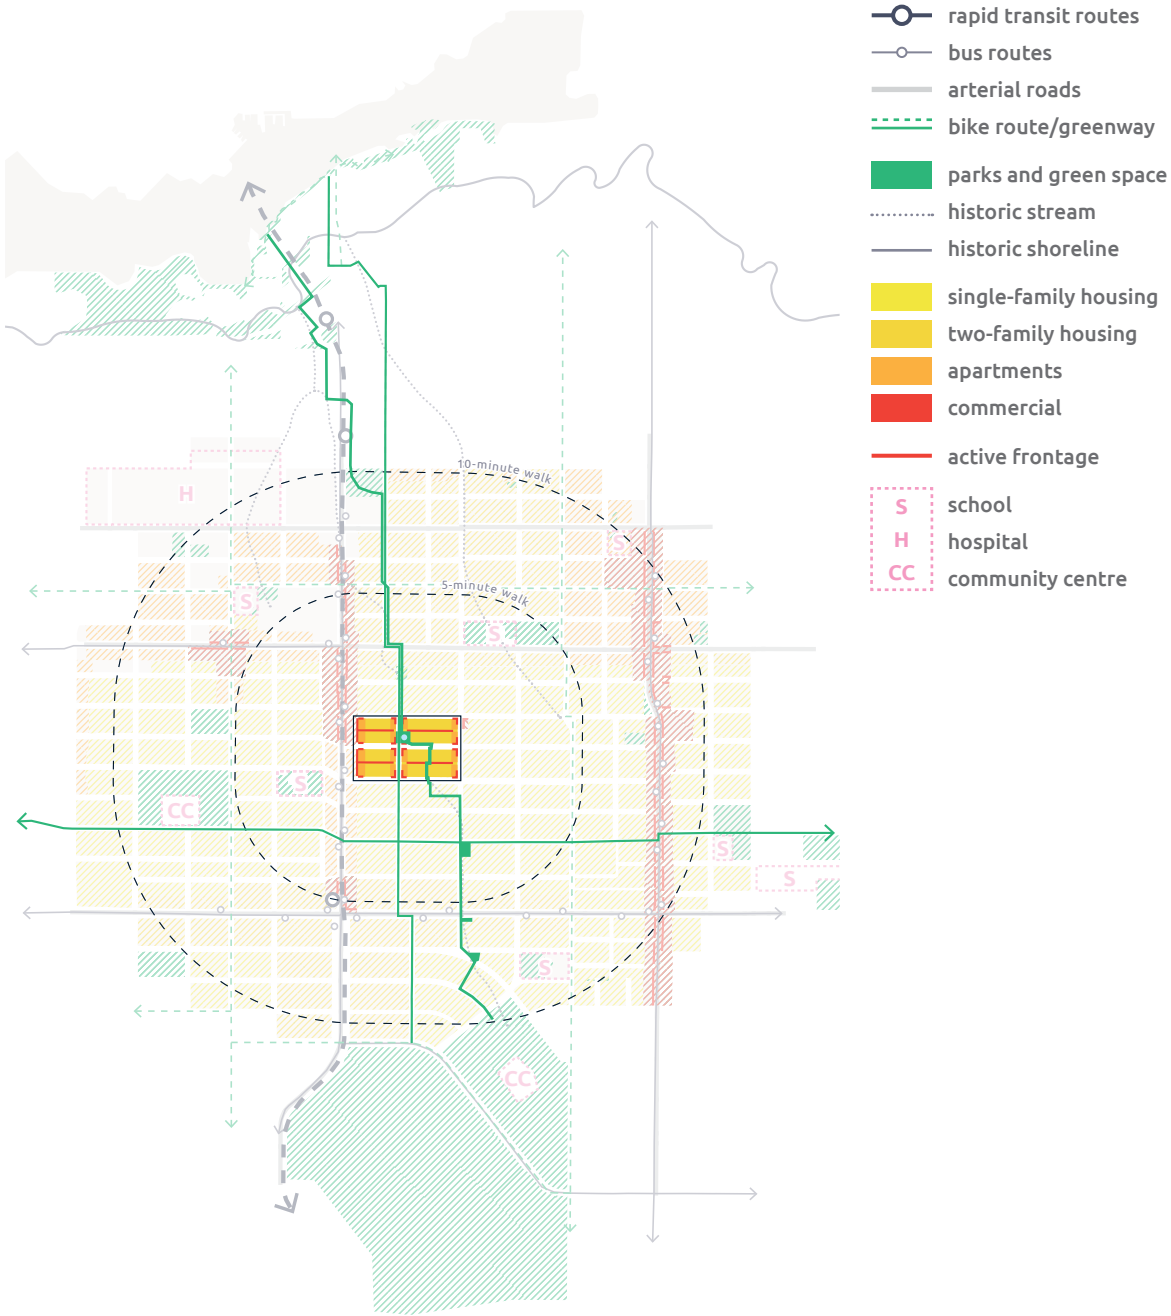 rapid transit routes
bus routes
arterial roads
bike route/greenway
parks and green space
historic stream
historic shoreline
single-family housing
two-family housing
apartments
commercial
active frontage
S
school
H
hospital
CC
community centre
10-minute walk
H
S
5-minute walk
S
S
S
CC
S
S
S
CC